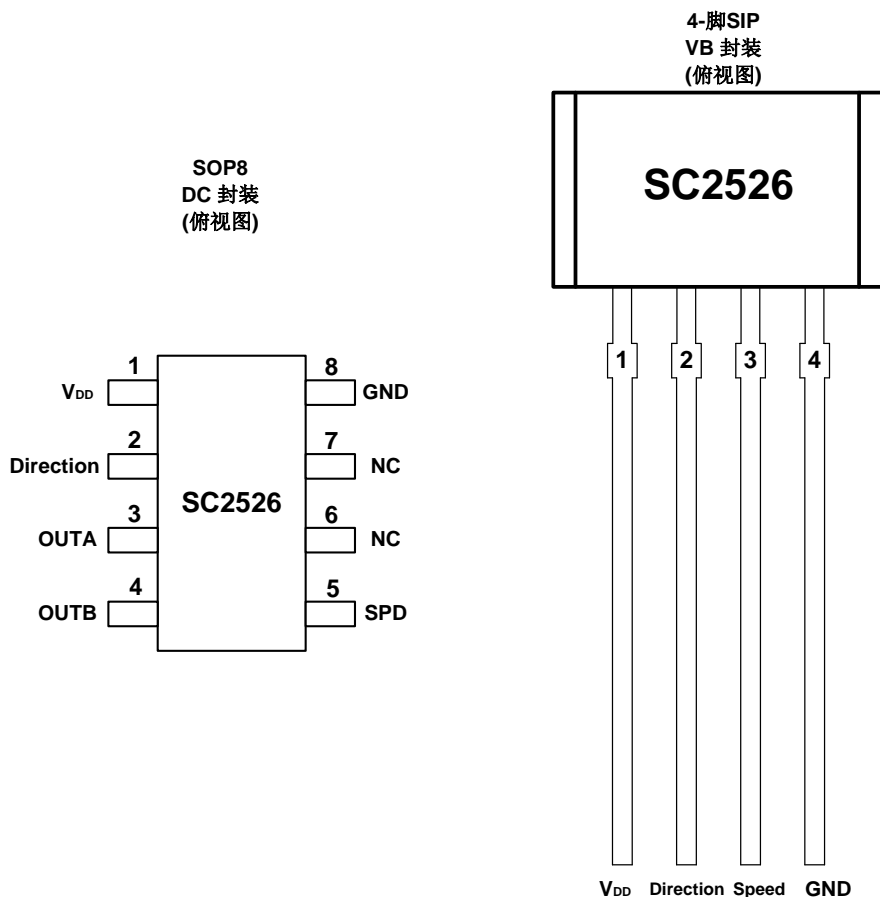 4-脚SIP
VB 封装
(俯视图)
SC2526
1 2 3 4
VDD Direction Speed GND
SOP8
DC 封装
(俯视图)
1 8
VDD GND
2 7
Direction NC
SC2526
3 6
OUTA NC
4 5
OUTB SPD